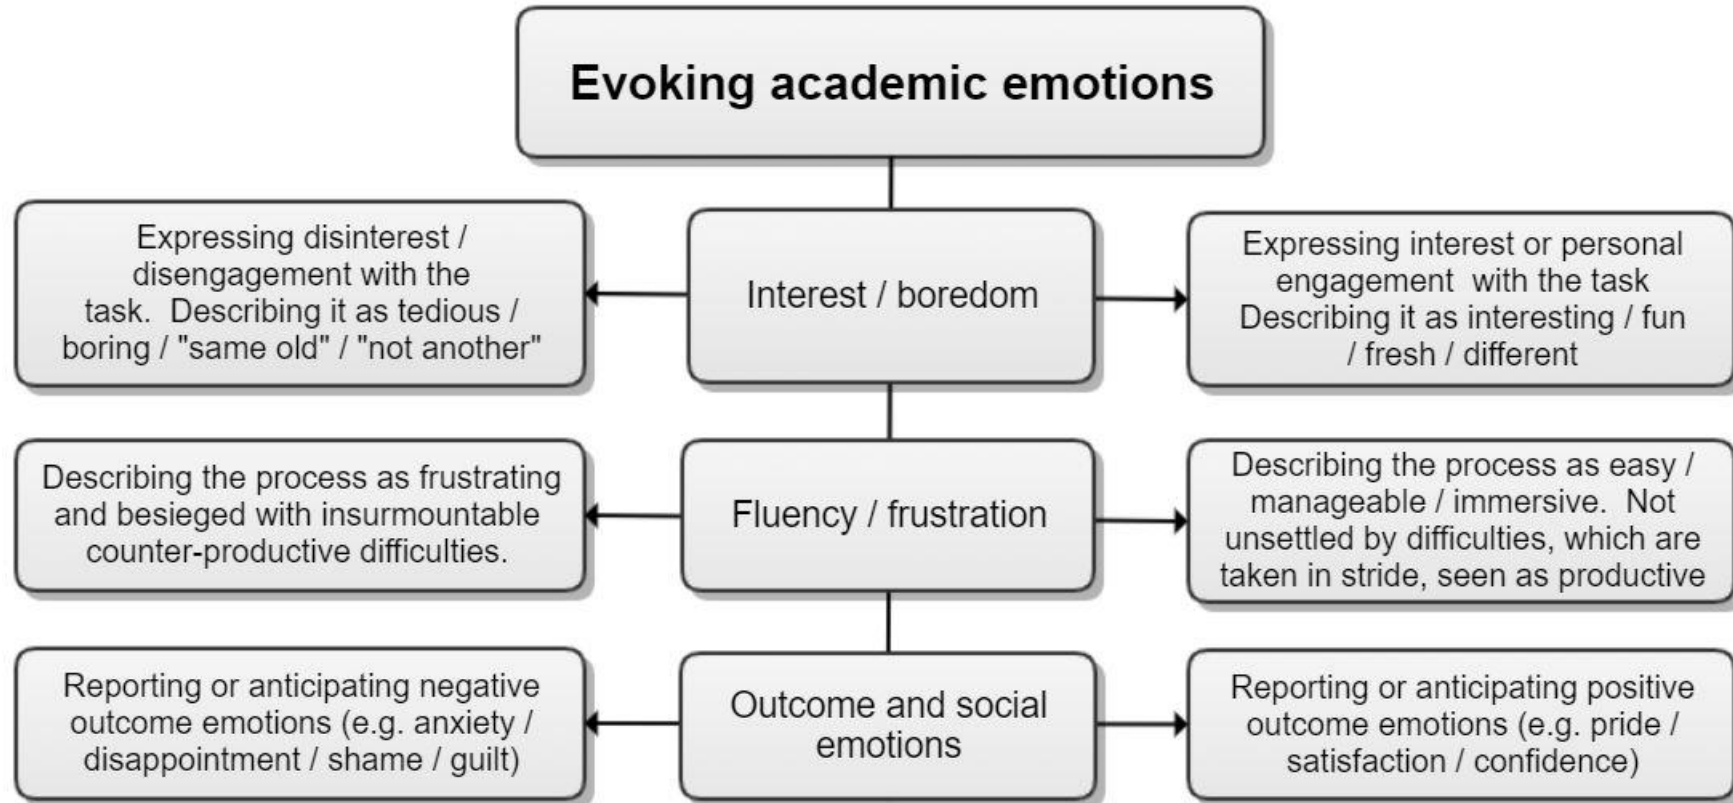 Evoking academic emotions
Expressing disinterest /
disengagement with the
task.  Describing it as tedious /
boring / "same old" / "not another"
Interest / boredom
Expressing interest or personal
engagement  with the task
Describing it as interesting / fun
/ fresh / different
Describing the process as frustrating
and besieged with insurmountable
counter-productive difficulties.
Fluency / frustration
Describing the process as easy /
manageable / immersive.  Not
unsettled by difficulties, which are
taken in stride, seen as productive
Reporting or anticipating negative
outcome emotions (e.g. anxiety /
disappointment / shame / guilt)
Outcome and social
emotions
Reporting or anticipating positive
outcome emotions (e.g. pride /
satisfaction / confidence)